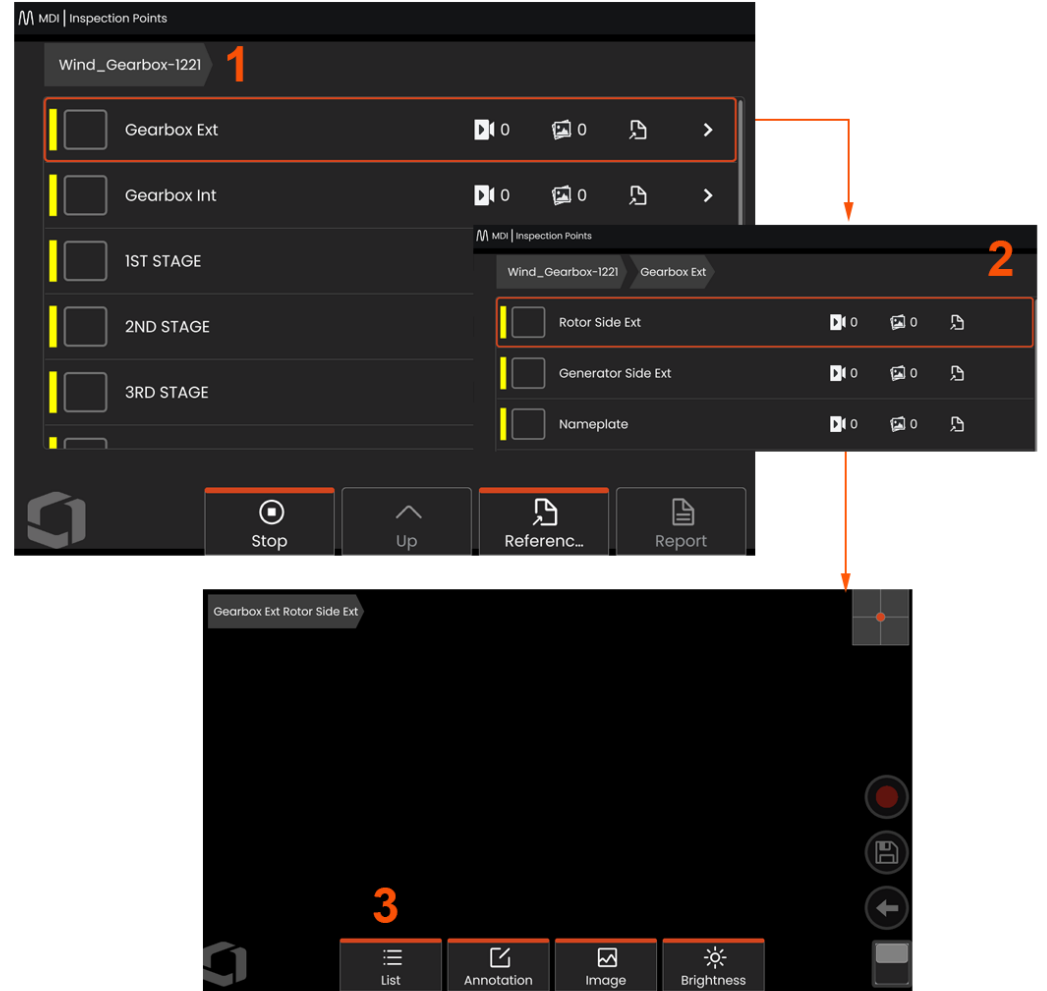 MDI | Inspection Points
Wind_Gearbox-1221
1
Gearbox Ext 0 0
Gearbox Int 0 0
1ST STAGE
2ND STAGE
3RD STAGE
Stop
Up
Referenc...
Report
MDI | Inspection Points
2
Wind_Gearbox-1221 Gearbox Ext
Rotor Side Ext 0 0
Generator Side Ext 0 0
Nameplate 0 0
Gearbox Ext Rotor Side Ext
3
List
Annotation
Image
Brightness